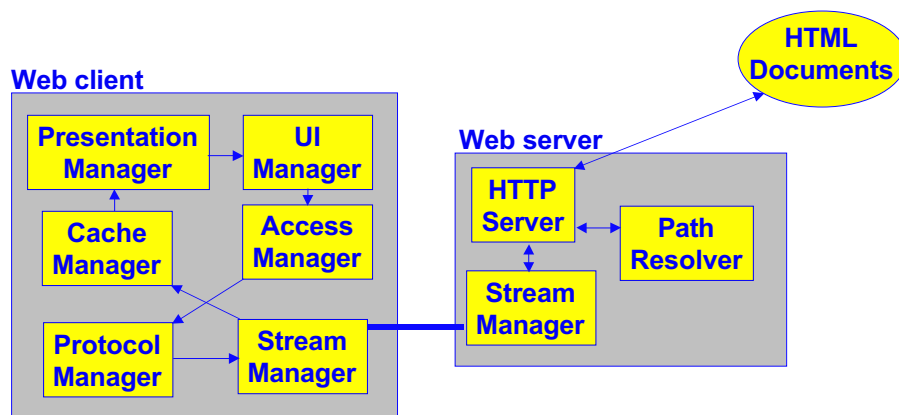 HTML
Documents
Web client
Presentation
Manager
UI
Manager
Cache
Manager
Access
Manager
Protocol
Manager
Stream
Manager
Web server
HTTP
Server
Path
Resolver
Stream
Manager